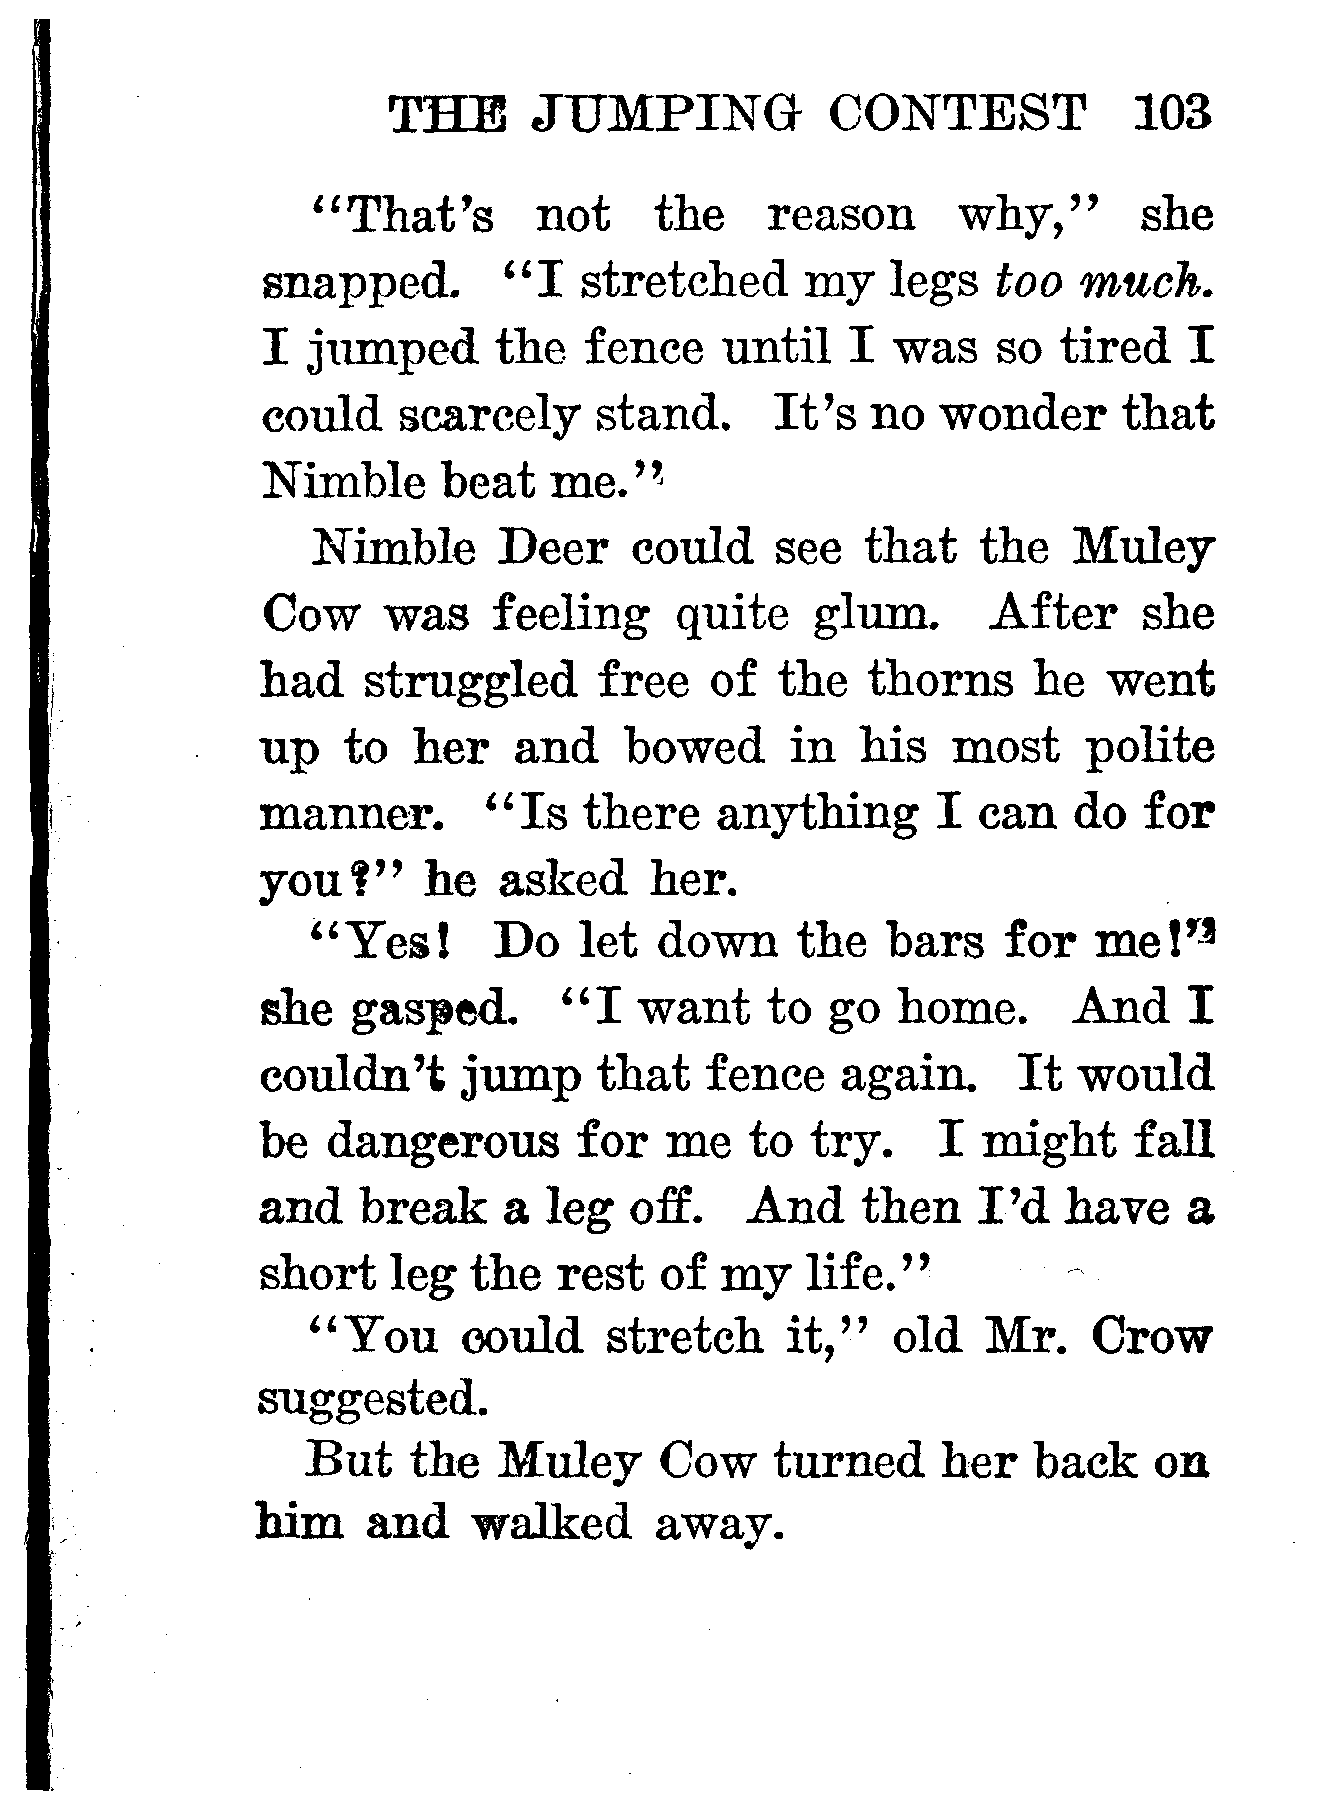 THE JUMPING CONTEST 103
“That’s not the reason why,” she
snapped. “I stretched my legs too much.
I jumped the fence until I was so tired I
could scarcely stand. It’s no wonder that
Nimble beat me.”
Nimble Deer could see that the Muley
Cow was feeling quite glum. After she
had struggled free of the thorns he went
up to her and bowed in his most polite
manner. “Is there anything I can do for
you?” he asked her.
“Yes! Do let down the bars for me!”
she gasped. “I want to go home. And I
couldn’t jump that fence again. It would
be dangerous for me to try. I might fall
and break a leg off. And then I’d have a
short leg the rest of my life.”
“You could stretch it,” old Mr. Crow
suggested.
But the Muley Cow turned her back on
him and walked away.